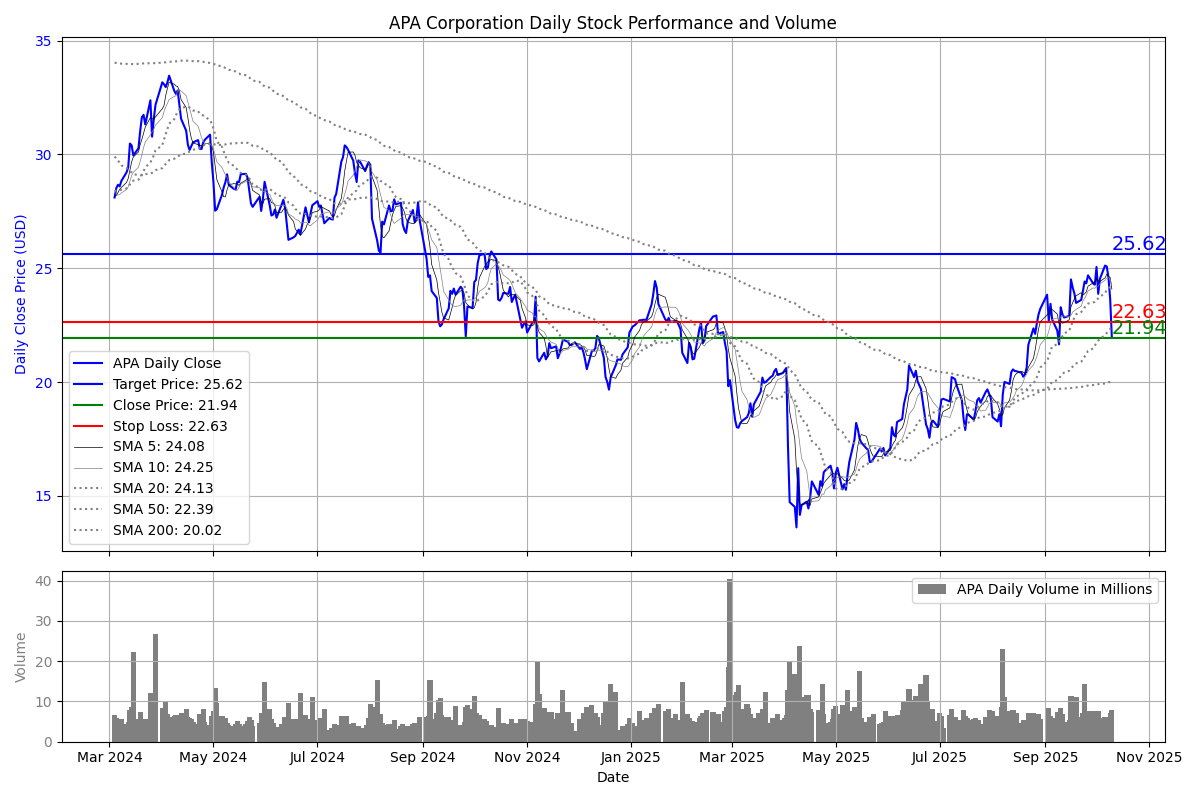 APA Corporation Daily Stock Performance and Volume
Daily Close Price (USD)
35
30
25
20
15
25.62
22.63
21.94
APA Daily Close
Target Price: 25.62
Close Price: 21.94
Stop Loss: 22.63
SMA 5: 24.08
SMA 10: 24.25
SMA 20: 24.13
SMA 50: 22.39
SMA 200: 20.02
Volume
40
30
20
10
0
APA Daily Volume in Millions
Mar 2024 May 2024 Jul 2024 Sep 2024 Nov 2024 Jan 2025 Mar 2025 May 2025 Jul 2025 Sep 2025 Nov 2025
Date